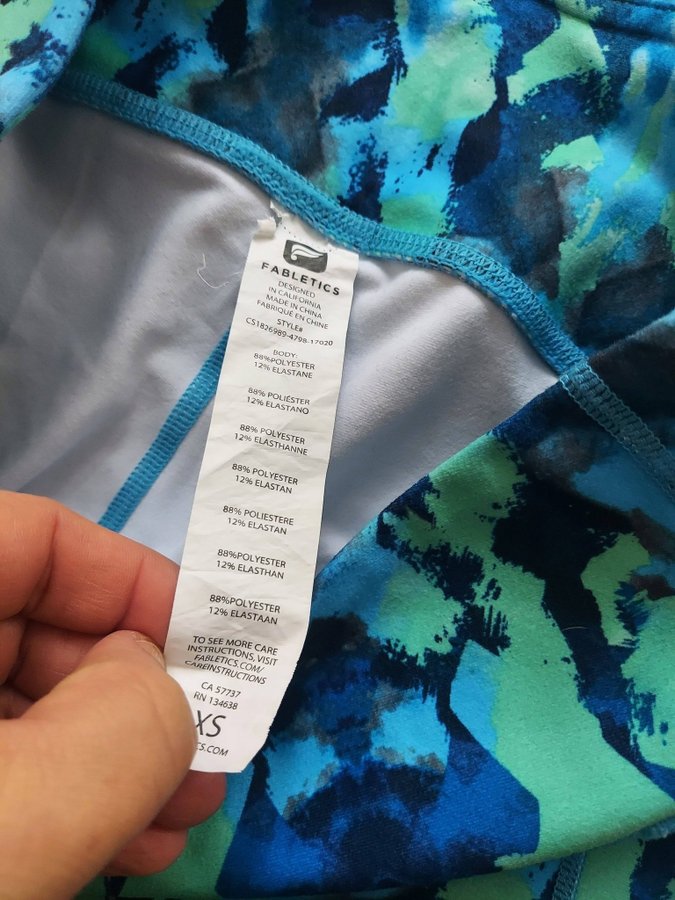 FABLETICS
DESIGNED
IN CALIFORNIA
MADE IN CHINA
FABRIQUE EN CHINE
STYLE#
CS1826989-4798-17020
BODY:
88%POLYESTER
12% ELASTANE
88% POLIÉSTER
12% ELASTANO
88% POLYESTER
12% ELASTHANNE
88% POLYESTER
12% ELASTAN
88% POLIESTERE
12% ELASTAN
88%POLYESTER
12% ELASTHAN
88%POLYESTER
12% ELASTAAN
TO SEE MORE CARE
INSTRUCTIONS, VISIT
FABLETICS.COM/
CAREINSTRUCTIONS
CA 57737
RN 134638
XS
CS.COM